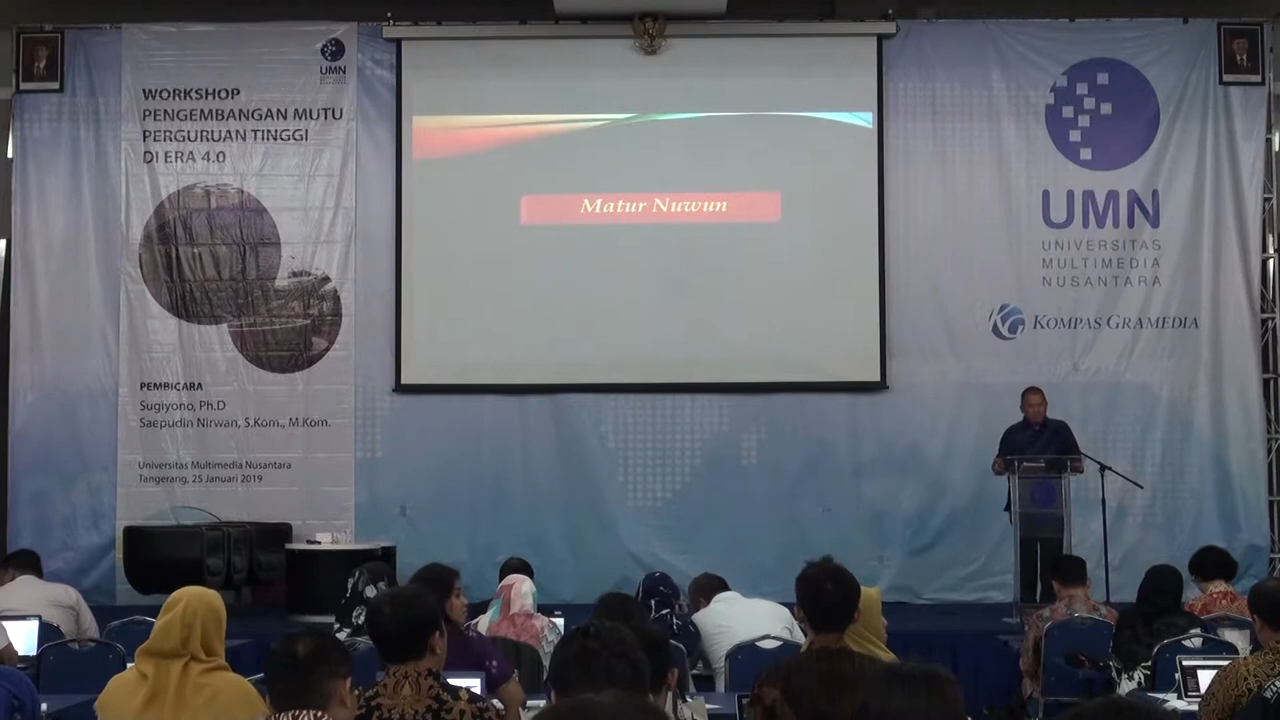 UMN
WORKSHOP
PENGEMBANGAN MUTU
PERGURUAN TINGGI
DI ERA 4.0
PEMBICARA
Sugiyono, Ph.D
Saepudin Nirwan, S.Kom., M.Kom.
Universitas Multimedia Nusantara
Tangerang, 25 Januari 2019
Matur Nuwun
UMN
UNIVERSITAS
MULTIMEDIA
NUSANTARA
KG KOMPAS GRAMEDIA